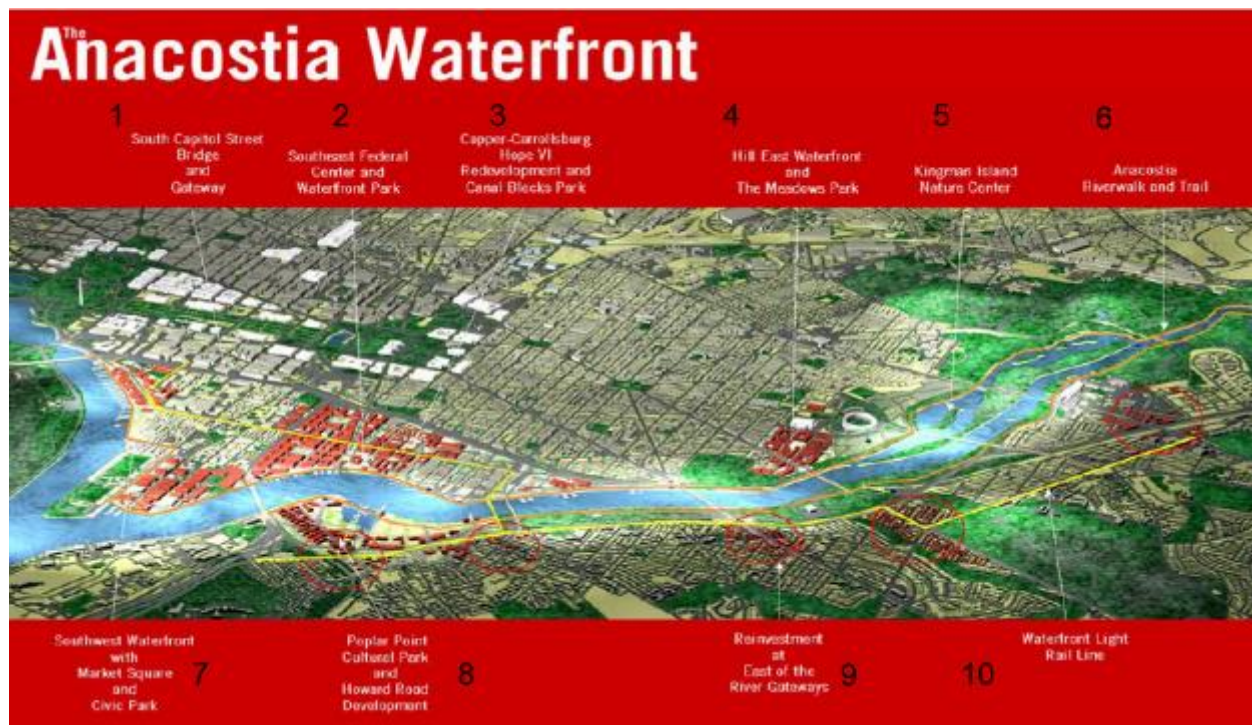 The
Anacostia Waterfront
1
South Capitol Street
Bridge
and
Gateway
2
Southeast Federal
Center and
Waterfront Park
3
Capper-Carrollsburg
Hope VI
Redevelopment and
Canal Blocks Park
4
Hill East Waterfront
and
The Meadows Park
5
Kingman Island
Nature Center
6
Anacostia
Riverwalk and Trail
Southwest Waterfront
with
Market Square
and
Civic Park
7
Poplar Point
Cultural Park
and
Howard Road
Development
8
Reinvestment
at
East of the
River Gateways
9
10
Waterfront Light
Rail Line